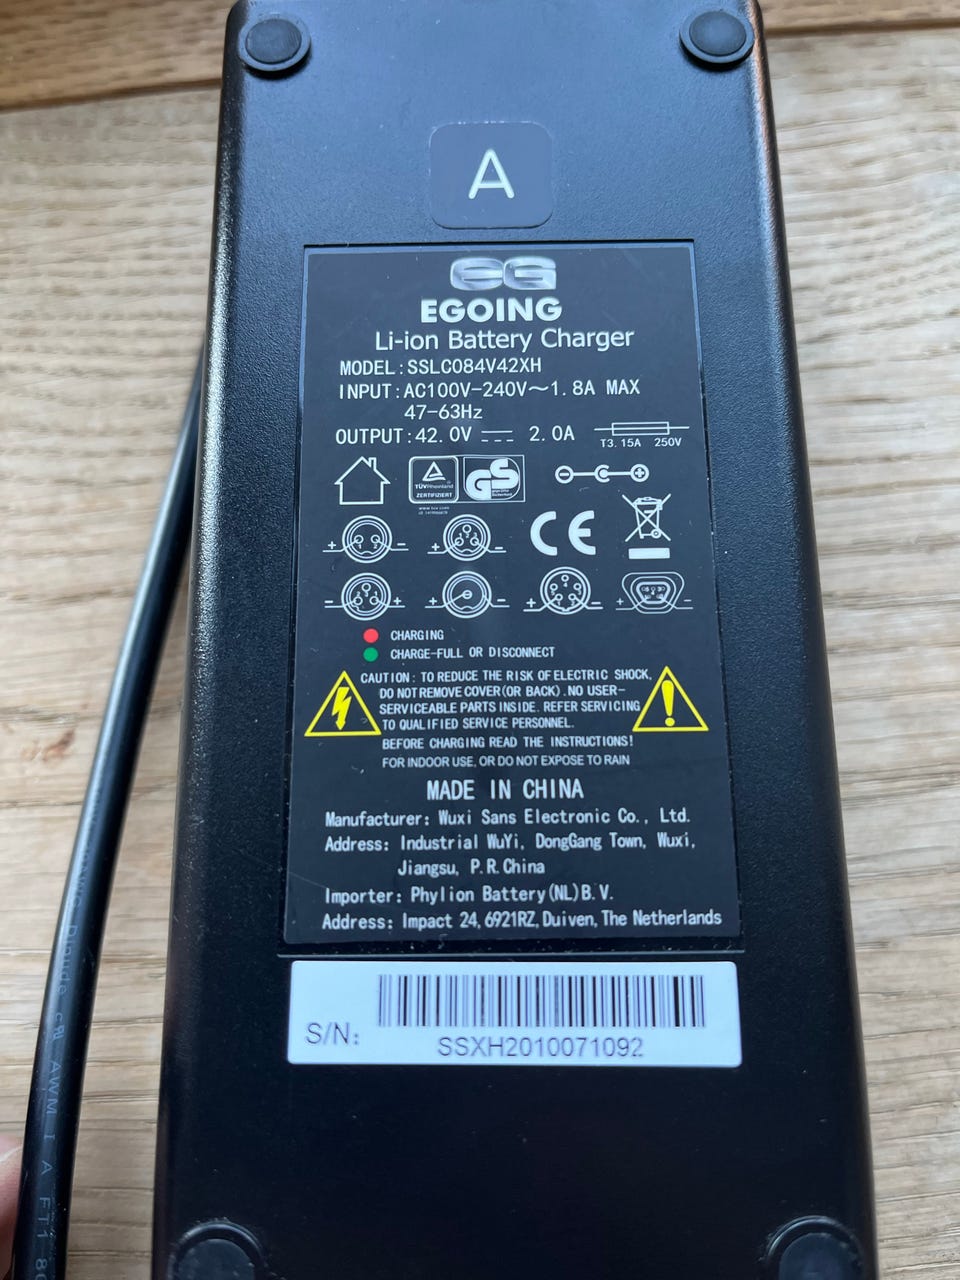 A
EG
EGOING
Li-ion Battery Charger
MODEL:SSLC084V42XH
INPUT:AC100V-240V～1.8A MAX
47-63Hz
OUTPUT:42.0V 2.0A T3.15A 250V
TÜVRheinland
ZERTIFIZIERT
GS
geprüfte Sicherheit
CE
CHARGING
CHARGE-FULL OR DISCONNECT
CAUTION: TO REDUCE THE RISK OF ELECTRIC SHOCK,
DO NOT REMOVE COVER(OR BACK). NO USER-
SERVICEABLE PARTS INSIDE. REFER SERVICING
TO QUALIFIED SERVICE PERSONNEL.
BEFORE CHARGING READ THE INSTRUCTIONS!
FOR INDOOR USE, OR DO NOT EXPOSE TO RAIN
MADE IN CHINA
Manufacturer: Wuxi Sans Electronic Co., Ltd.
Address: Industrial WuYi, DongGang Town, Wuxi,
Jiangsu, P.R.China
Importer: Phylion Battery(NL)B.V.
Address: Impact 24, 6921RZ, Duiven, The Netherlands
S/N:
SSXH2010071092
AWM I A FT1